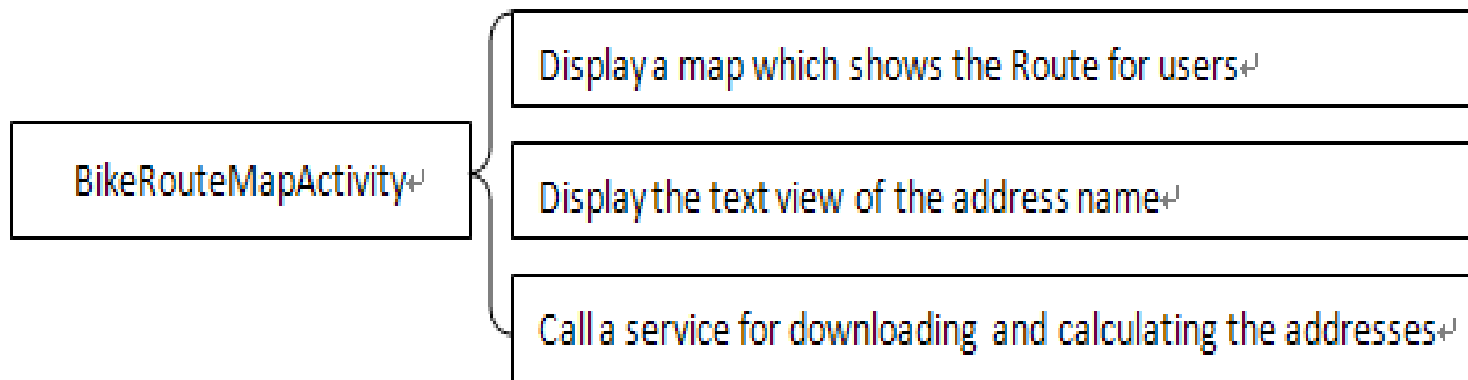 Display a map which shows the Route for users↵
BikeRouteMapActivity↵
Display the text view of the address name↵
Call a service for downloading and calculating the addresses↵